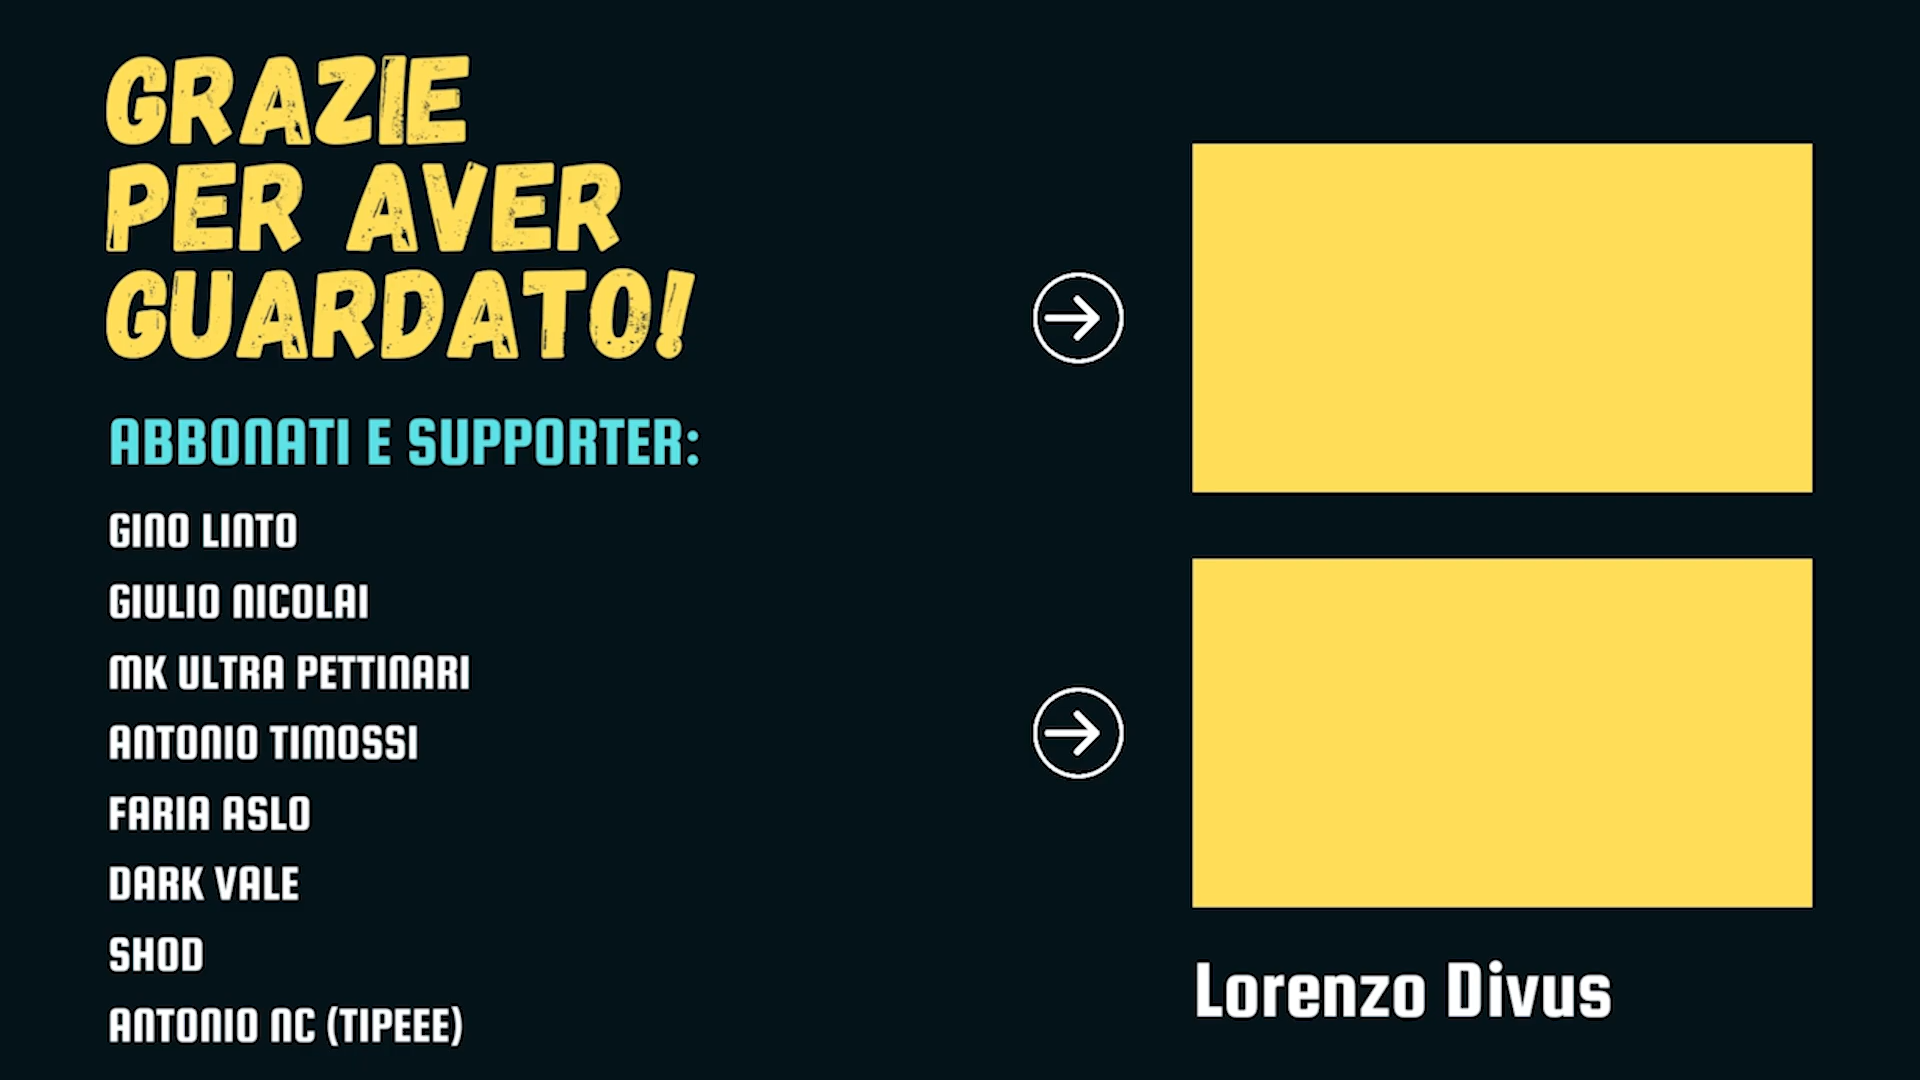 GRAZIE
PER AVER
GUARDATO!
ABBONATI E SUPPORTER:
GINO LINTO
GIULIO NICOLAI
MK ULTRA PETTINARI
ANTONIO TIMOSSI
FARIA ASLO
DARK VALE
SHOD
ANTONIO NC (TIPEEE)
Lorenzo Divus